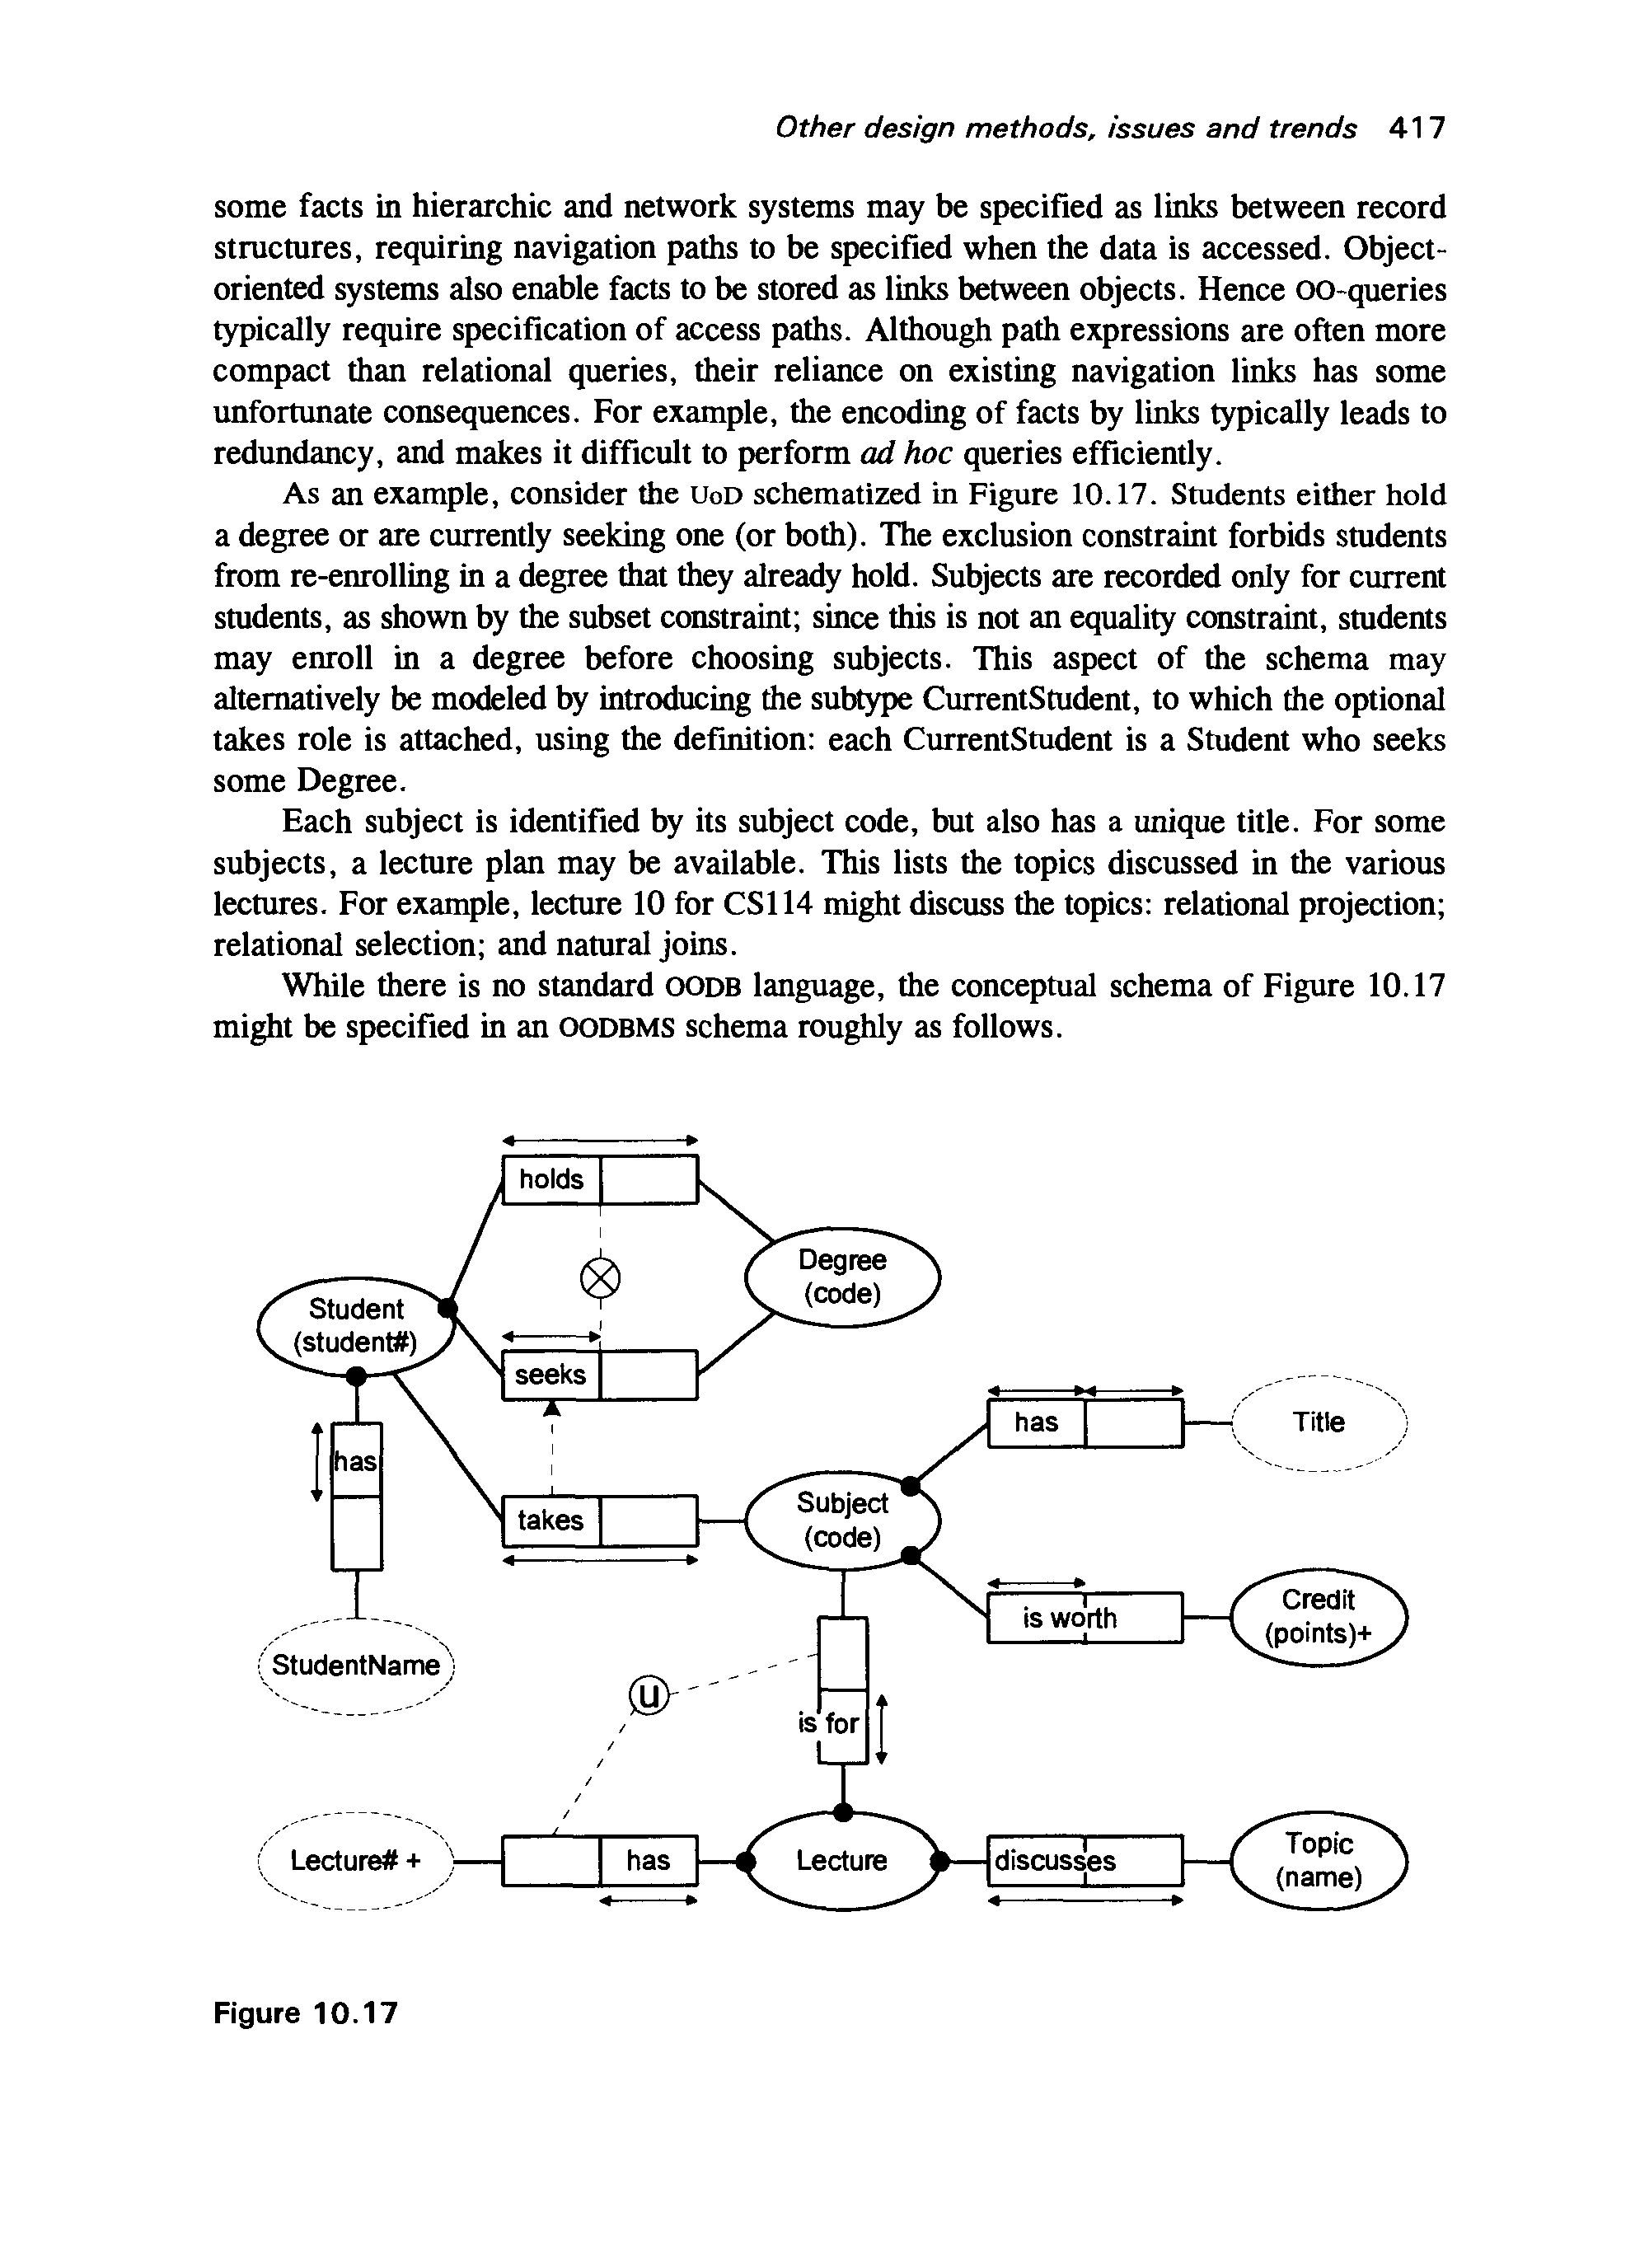 Other design methods, issues and trends 417
some facts in hierarchic and network systems may be specified as links between record
structures, requiring navigation paths to be specified when the data is accessed. Object-
oriented systems also enable facts to be stored as links between objects. Hence OO-queries
typically require specification of access paths. Although path expressions are often more
compact than relational queries, their reliance on existing navigation links has some
unfortunate consequences. For example, the encoding of facts by links typically leads to
redundancy, and makes it difficult to perform ad hoc queries efficiently.
As an example, consider the UoD schematized in Figure 10.17. Students either hold
a degree or are currently seeking one (or both). The exclusion constraint forbids students
from re-enrolling in a degree that they already hold. Subjects are recorded only for current
students, as shown by the subset constraint; since this is not an equality constraint, students
may enroll in a degree before choosing subjects. This aspect of the schema may
alternatively be modeled by introducing the subtype CurrentStudent, to which the optional
takes role is attached, using the definition: each CurrentStudent is a Student who seeks
some Degree.
Each subject is identified by its subject code, but also has a unique title. For some
subjects, a lecture plan may be available. This lists the topics discussed in the various
lectures. For example, lecture 10 for CS114 might discuss the topics: relational projection;
relational selection; and natural joins.
While there is no standard OODB language, the conceptual schema of Figure 10.17
might be specified in an OODBMS schema roughly as follows.
holds
Degree
(code)
Student
(student#)
seeks
has
Title
has
Subject
(code)
takes
Credit
(points)+
is worth
StudentName
U
is for
Lecture# +
has
Lecture
discusses
Topic
(name)
Figure 10.17